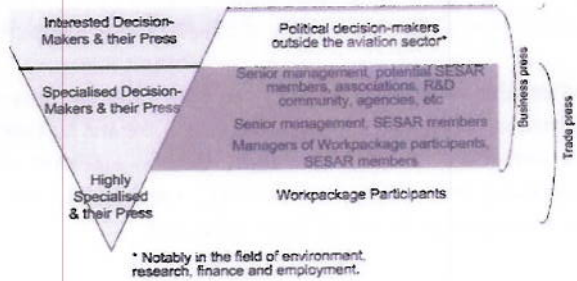 Interested Decision-
Makers & their Press
Political decision-makers
outside the aviation sector*
Specialised Decision-
Makers & their Press
Senior management, potential SESAR
members, associations, R&D
community, agencies, etc
Senior management, SESAR members
Managers of Workpackage participants,
SESAR members
Highly
Specialised
& their Press
Workpackage Participants
Business press
Trade press
* Notably in the field of environment,
research, finance and employment.